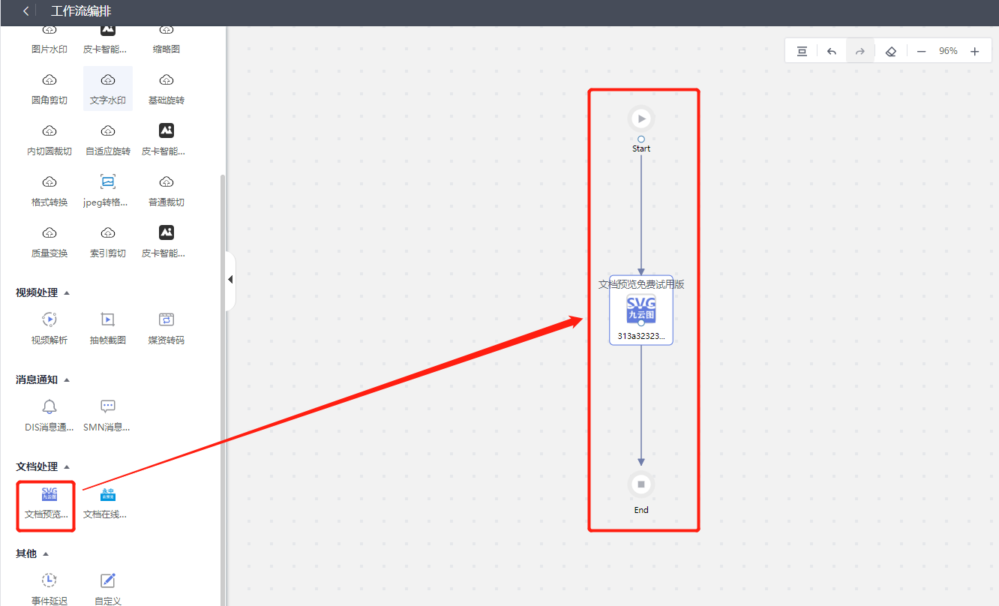 工作流编排
图片水印
皮卡智能...
缩略图
圆角剪切
文字水印
基础旋转
内切圆裁切
自适应旋转
皮卡智能...
格式转换
jpeg转格...
普通裁切
质量变换
索引剪切
皮卡智能...
视频处理
视频解析
抽帧截图
媒资转码
消息通知
DIS消息通...
SMN消息...
文档处理
SVG
九云图
永中
文档预览...
文档在线...
其他
事件延迟
自定义
96%
Start
文档预览免费试用版
SVG
九云图
313a32323...
End